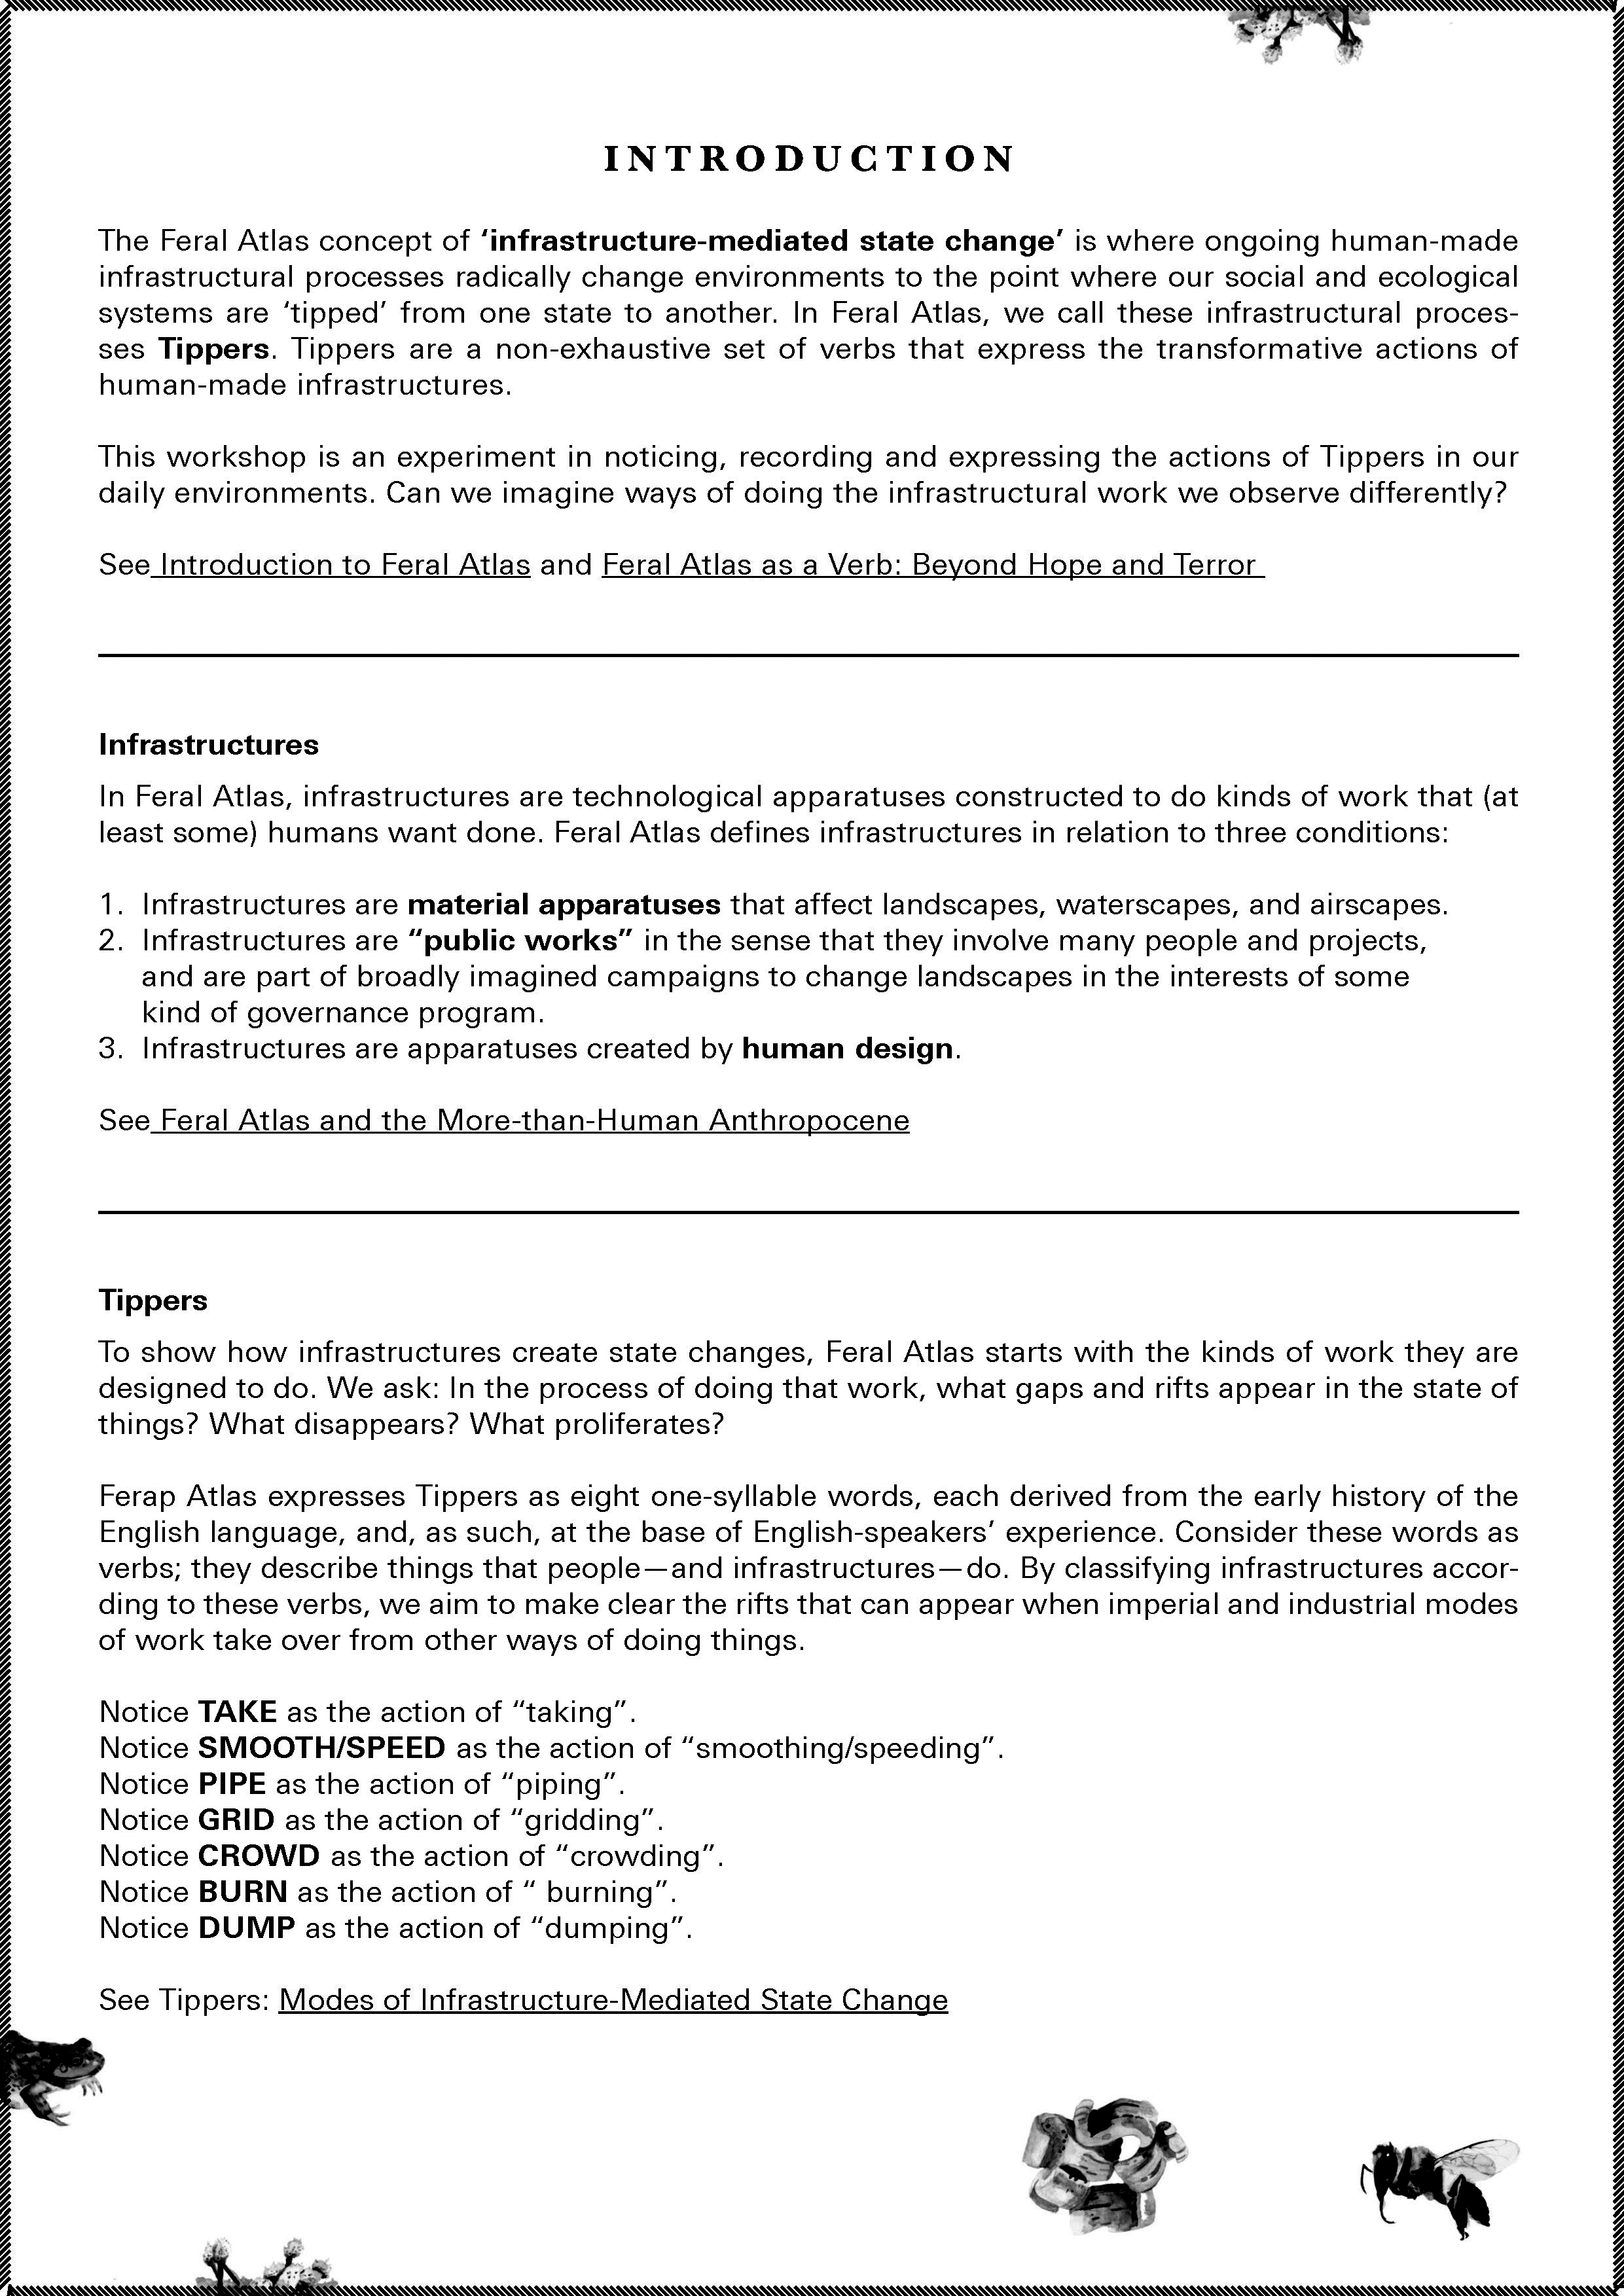 INTRODUCTION
The Feral Atlas concept of ‘infrastructure-mediated state change’ is where ongoing human-made
infrastructural processes radically change environments to the point where our social and ecological
systems are ‘tipped’ from one state to another. In Feral Atlas, we call these infrastructural proces-
ses Tippers. Tippers are a non-exhaustive set of verbs that express the transformative actions of
human-made infrastructures.
This workshop is an experiment in noticing, recording and expressing the actions of Tippers in our
daily environments. Can we imagine ways of doing the infrastructural work we observe differently?
See Introduction to Feral Atlas and Feral Atlas as a Verb: Beyond Hope and Terror
Infrastructures
In Feral Atlas, infrastructures are technological apparatuses constructed to do kinds of work that (at
least some) humans want done. Feral Atlas defines infrastructures in relation to three conditions:
1. Infrastructures are material apparatuses that affect landscapes, waterscapes, and airscapes.
2. Infrastructures are “public works” in the sense that they involve many people and projects,
and are part of broadly imagined campaigns to change landscapes in the interests of some
kind of governance program.
3. Infrastructures are apparatuses created by human design.
See Feral Atlas and the More-than-Human Anthropocene
Tippers
To show how infrastructures create state changes, Feral Atlas starts with the kinds of work they are
designed to do. We ask: In the process of doing that work, what gaps and rifts appear in the state of
things? What disappears? What proliferates?
Ferap Atlas expresses Tippers as eight one-syllable words, each derived from the early history of the
English language, and, as such, at the base of English-speakers’ experience. Consider these words as
verbs; they describe things that people—and infrastructures—do. By classifying infrastructures accor-
ding to these verbs, we aim to make clear the rifts that can appear when imperial and industrial modes
of work take over from other ways of doing things.
Notice TAKE as the action of “taking”.
Notice SMOOTH/SPEED as the action of “smoothing/speeding”.
Notice PIPE as the action of “piping”.
Notice GRID as the action of “gridding”.
Notice CROWD as the action of “crowding”.
Notice BURN as the action of “ burning”.
Notice DUMP as the action of “dumping”.
See Tippers: Modes of Infrastructure-Mediated State Change